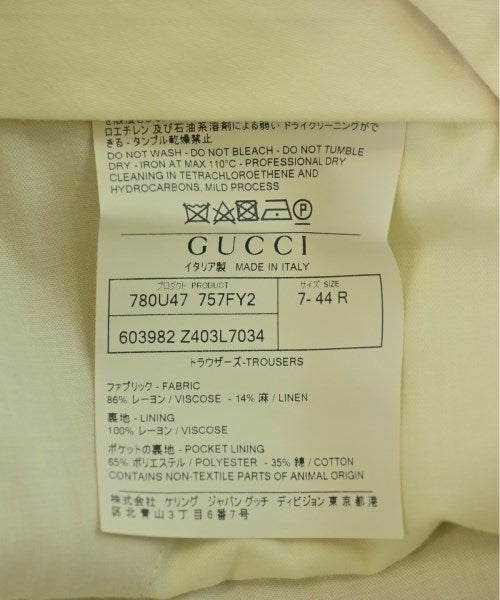 ロエチレン 及び石油系溶剤による弱い ドライクリーニングがで
きる - タンブル乾燥禁止
DO NOT WASH - DO NOT BLEACH - DO NOT TUMBLE
DRY - IRON AT MAX 110°C - PROFESSIONAL DRY
CLEANING IN TETRACHLOROETHENE AND
HYDROCARBONS, MILD PROCESS
GUCCI
イタリア製 MADE IN ITALY
プロダクト PRODUCT サイズ SIZE
780U47 757FY2 7- 44 R
603982 Z403L7034
トラウザーズ-TROUSERS
ファブリック - FABRIC
86% レーヨン / VISCOSE - 14% 麻 / LINEN
裏地 - LINING
100% レーヨン / VISCOSE
ポケットの裏地 - POCKET LINING
65% ポリエステル / POLYESTER - 35% 綿 / COTTON
CONTAINS NON-TEXTILE PARTS OF ANIMAL ORIGIN
株式会社 ケリング ジャパン グッチ ディビジョン 東京都港
区北青山3丁目6番7号